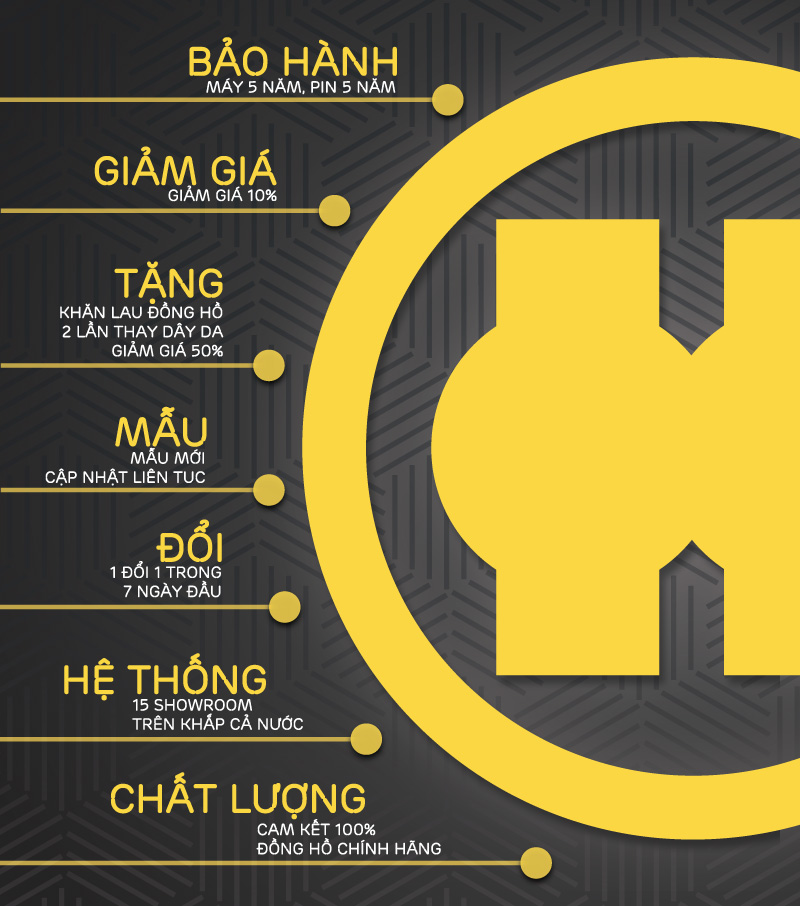 BẢO HÀNH
MÁY 5 NĂM, PIN 5 NĂM
GIẢM GIÁ
GIẢM GIÁ 10%
TẶNG
KHĂN LAU ĐỒNG HỒ
2 LẦN THAY DÂY DA
GIẢM GIÁ 50%
MẪU
MẪU MỚI
CẬP NHẬT LIÊN TUC
ĐỔI
1 ĐỔI 1 TRONG
7 NGÀY ĐẦU
HỆ THỐNG
15 SHOWROOM
TRÊN KHẮP CẢ NƯỚC
CHẤT LƯỢNG
CAM KẾT 100%
ĐỒNG HỒ CHÍNH HÃNG